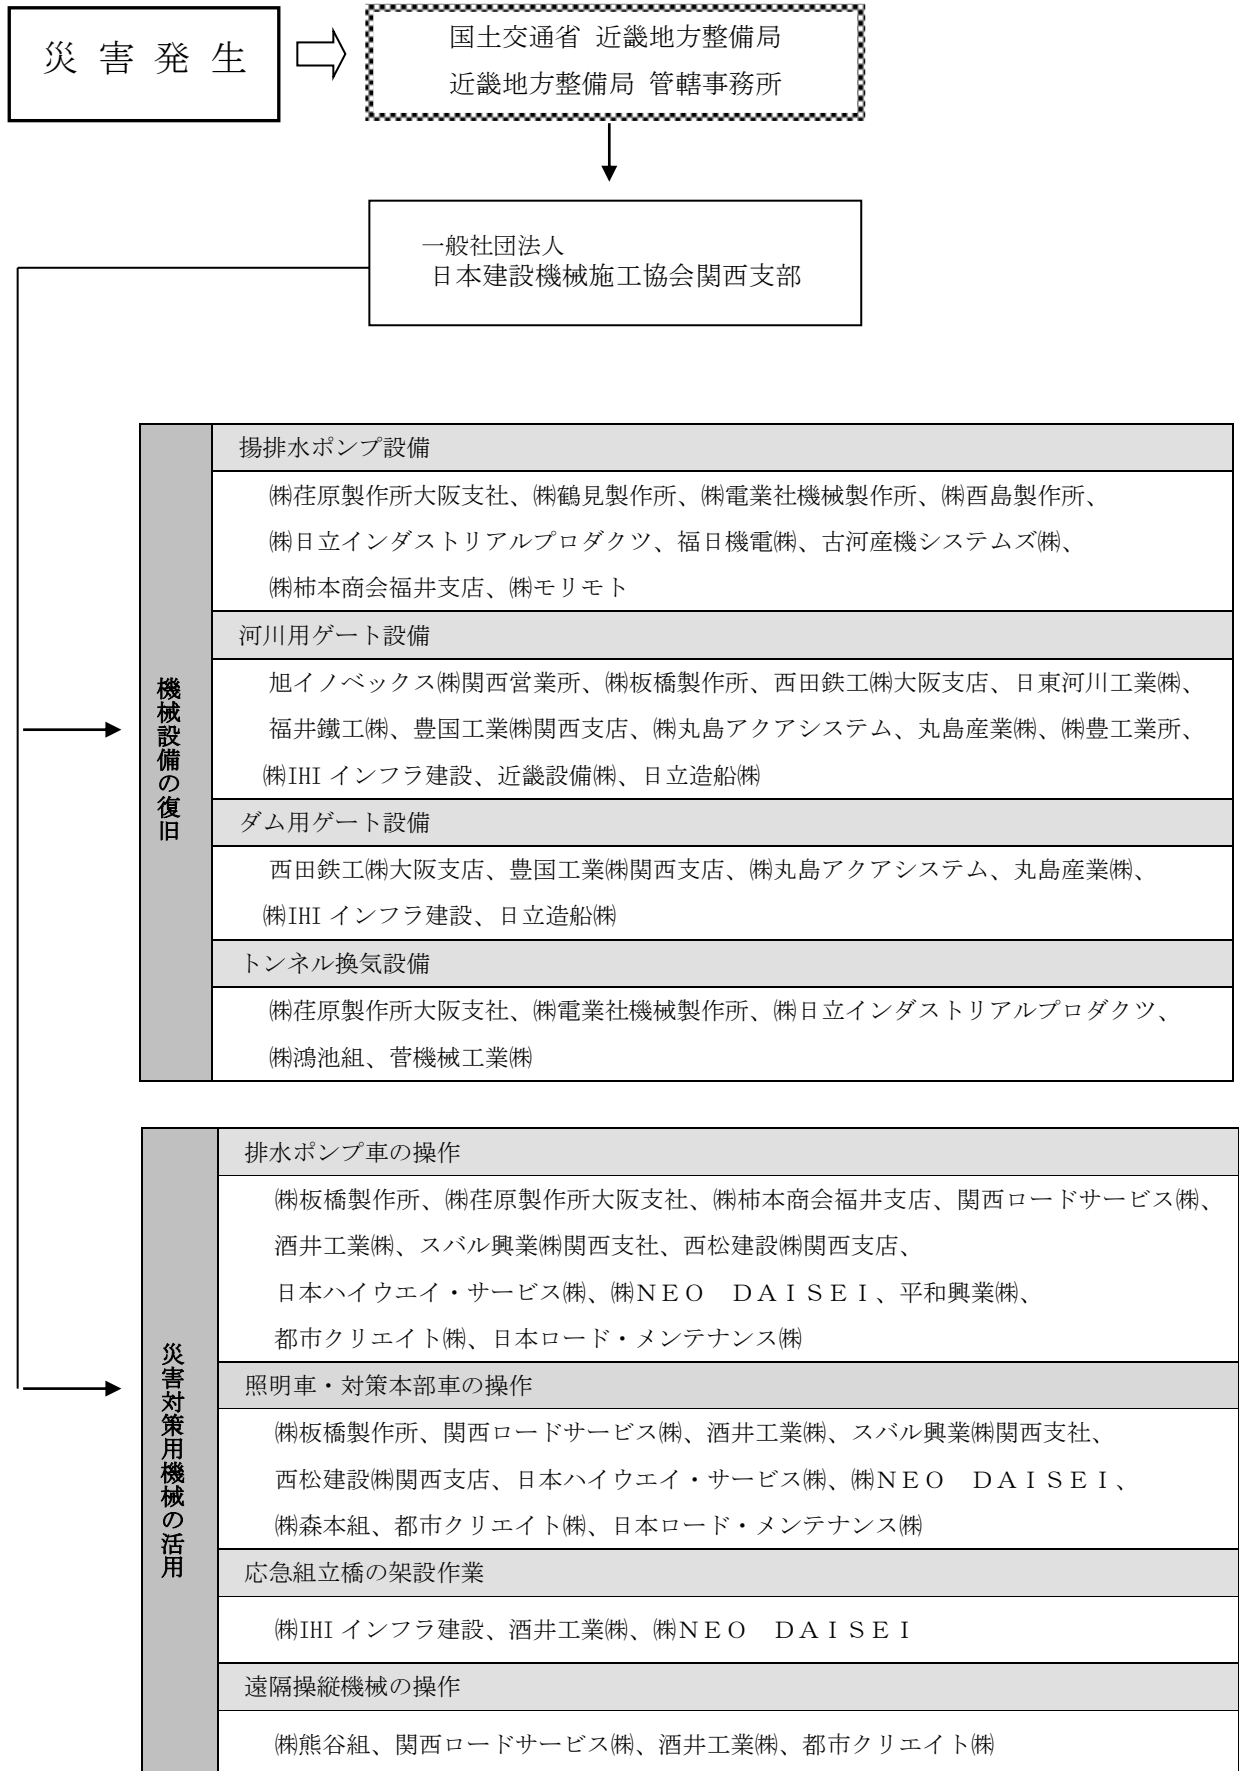 災害発生
国土交通省 近畿地方整備局
近畿地方整備局 管轄事務所
一般社団法人
日本建設機械施工協会関西支部
機械設備の復旧
揚排水ポンプ設備
㈱荏原製作所大阪支社、㈱鶴見製作所、㈱電業社機械製作所、㈱酉島製作所、
㈱日立インダストリアルプロダクツ、福日機電㈱、古河産機システムズ㈱、
㈱柿本商会福井支店、㈱モリモト
河川用ゲート設備
旭イノベックス㈱関西営業所、㈱板橋製作所、西田鉄工㈱大阪支店、日東河川工業㈱、
福井鐵工㈱、豊国工業㈱関西支店、㈱丸島アクアシステム、丸島産業㈱、㈱豊工業所、
㈱IHI インフラ建設、近畿設備㈱、日立造船㈱
ダム用ゲート設備
西田鉄工㈱大阪支店、豊国工業㈱関西支店、㈱丸島アクアシステム、丸島産業㈱、
㈱IHI インフラ建設、日立造船㈱
トンネル換気設備
㈱荏原製作所大阪支社、㈱電業社機械製作所、㈱日立インダストリアルプロダクツ、
㈱鴻池組、菅機械工業㈱
災害対策用機械の活用
排水ポンプ車の操作
㈱板橋製作所、㈱荏原製作所大阪支社、㈱柿本商会福井支店、関西ロードサービス㈱、
酒井工業㈱、スバル興業㈱関西支社、西松建設㈱関西支店、
日本ハイウエイ・サービス㈱、㈱ＮＥＯ　ＤＡＩＳＥＩ、平和興業㈱、
都市クリエイト㈱、日本ロード・メンテナンス㈱
照明車・対策本部車の操作
㈱板橋製作所、関西ロードサービス㈱、酒井工業㈱、スバル興業㈱関西支社、
西松建設㈱関西支店、日本ハイウエイ・サービス㈱、㈱ＮＥＯ　ＤＡＩＳＥＩ、
㈱森本組、都市クリエイト㈱、日本ロード・メンテナンス㈱
応急組立橋の架設作業
㈱IHI インフラ建設、酒井工業㈱、㈱ＮＥＯ　ＤＡＩＳＥＩ
遠隔操縦機械の操作
㈱熊谷組、関西ロードサービス㈱、酒井工業㈱、都市クリエイト㈱